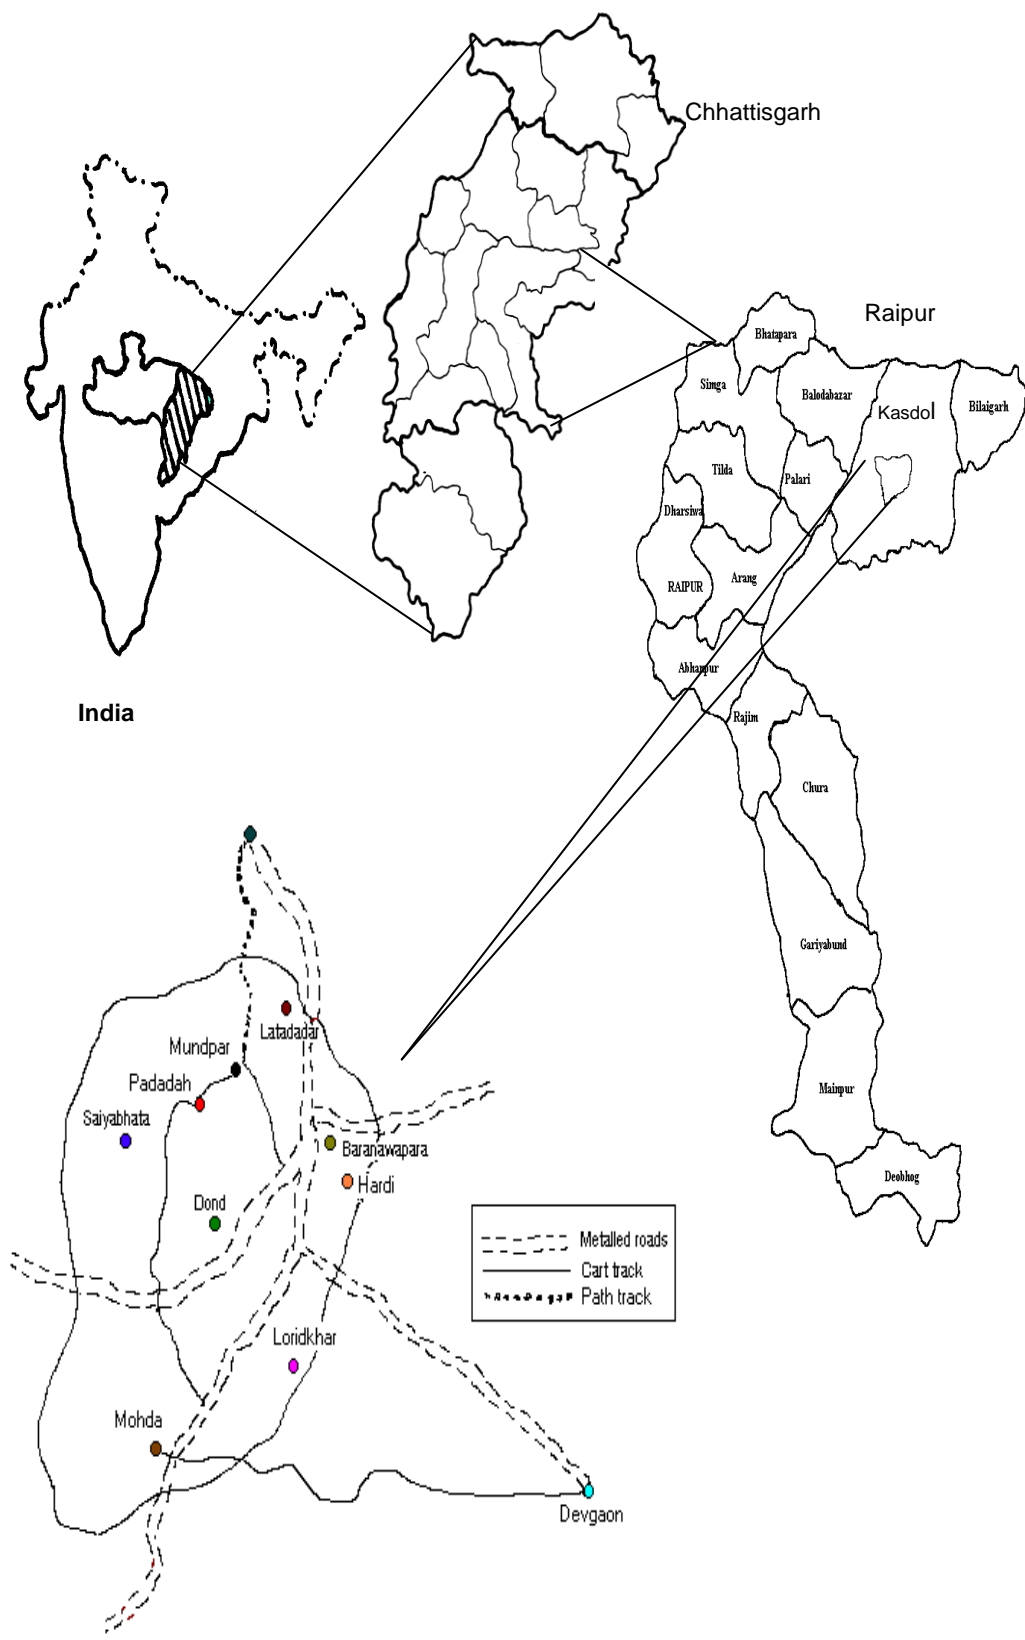 Chhattisgarh
Raipur
Bhatapara
Simga
Balodabazar
Kasdol
Bilaigarh
Tilda
Palari
Dharsiwa
RAIPUR
Arang
Abhanpur
India
Rajim
Chura
Gariyabund
Mainpur
Deobhog
Latadadar
Mundpar
Padadah
Saiyabhata
Baranawapara
Hardi
Dond
Metalled roads
Cart track
Path track
Loridkhar
Mohda
Devgaon